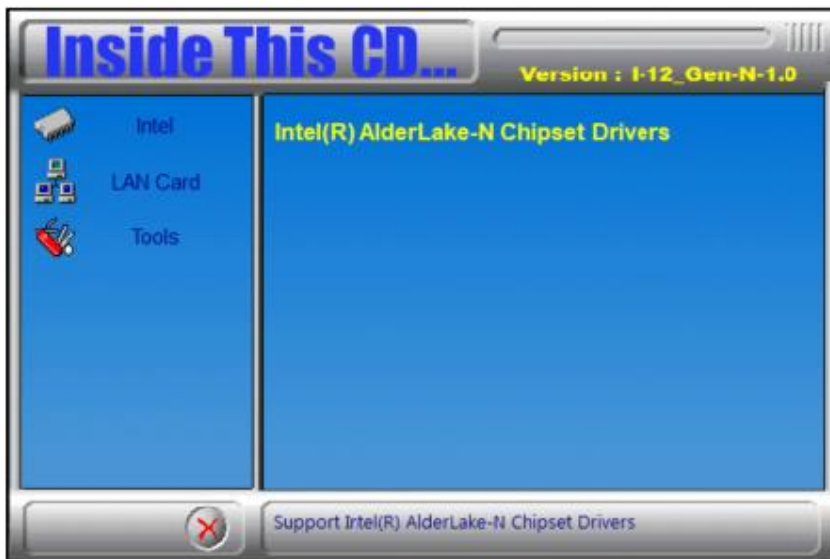 Inside This CD...
Version : I-12_Gen-N-1.0
Intel
LAN Card
Tools
Intel(R) AlderLake-N Chipset Drivers
Support Intel(R) AlderLake-N Chipset Drivers